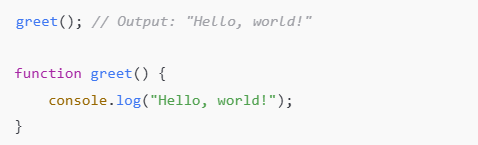 greet(); // Output: "Hello, world!"
function greet() {
    console.log("Hello, world!");
}